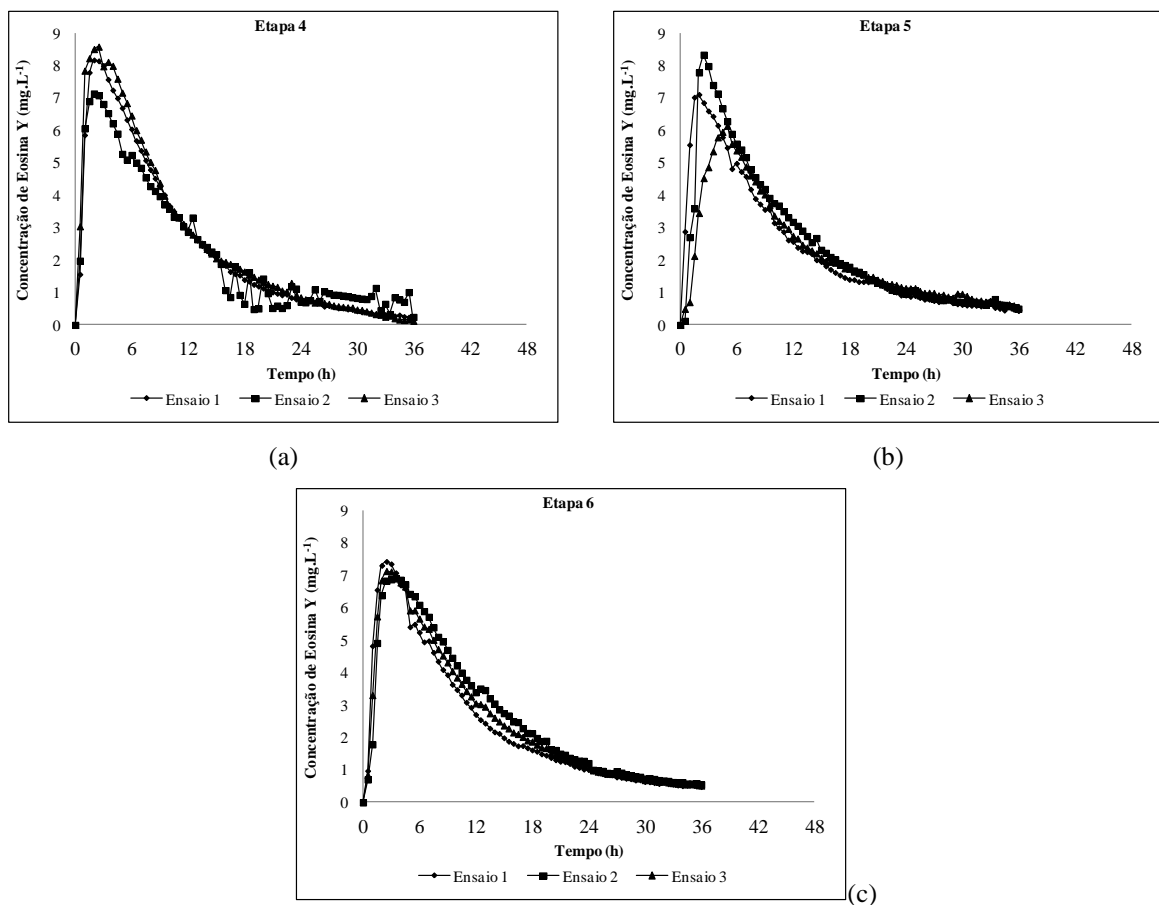 Etapa 4
Concentração de Eosina Y (mg.L-1)
9
8
7
6
5
4
3
2
1
0
0 6 12 18 24 30 36 42 48
Tempo (h)
Ensaio 1 Ensaio 2 Ensaio 3
(a)
Etapa 5
Concentração de Eosina Y (mg.L-1)
9
8
7
6
5
4
3
2
1
0
0 6 12 18 24 30 36 42 48
Tempo (h)
Ensaio 1 Ensaio 2 Ensaio 3
(b)
Etapa 6
Concentração de Eosina Y (mg.L-1)
9
8
7
6
5
4
3
2
1
0
0 6 12 18 24 30 36 42 48
Tempo (h)
Ensaio 1 Ensaio 2 Ensaio 3
(c)